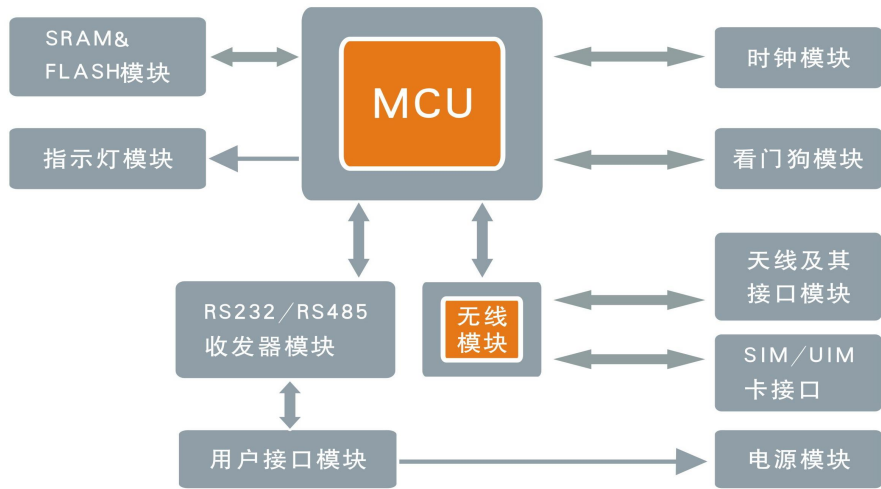 SRAM&
FLASH模块
MCU
时钟模块
指示灯模块
看门狗模块
天线及其
接口模块
RS232/RS485
收发器模块
无线
模块
SIM/UIM
卡接口
用户接口模块
电源模块